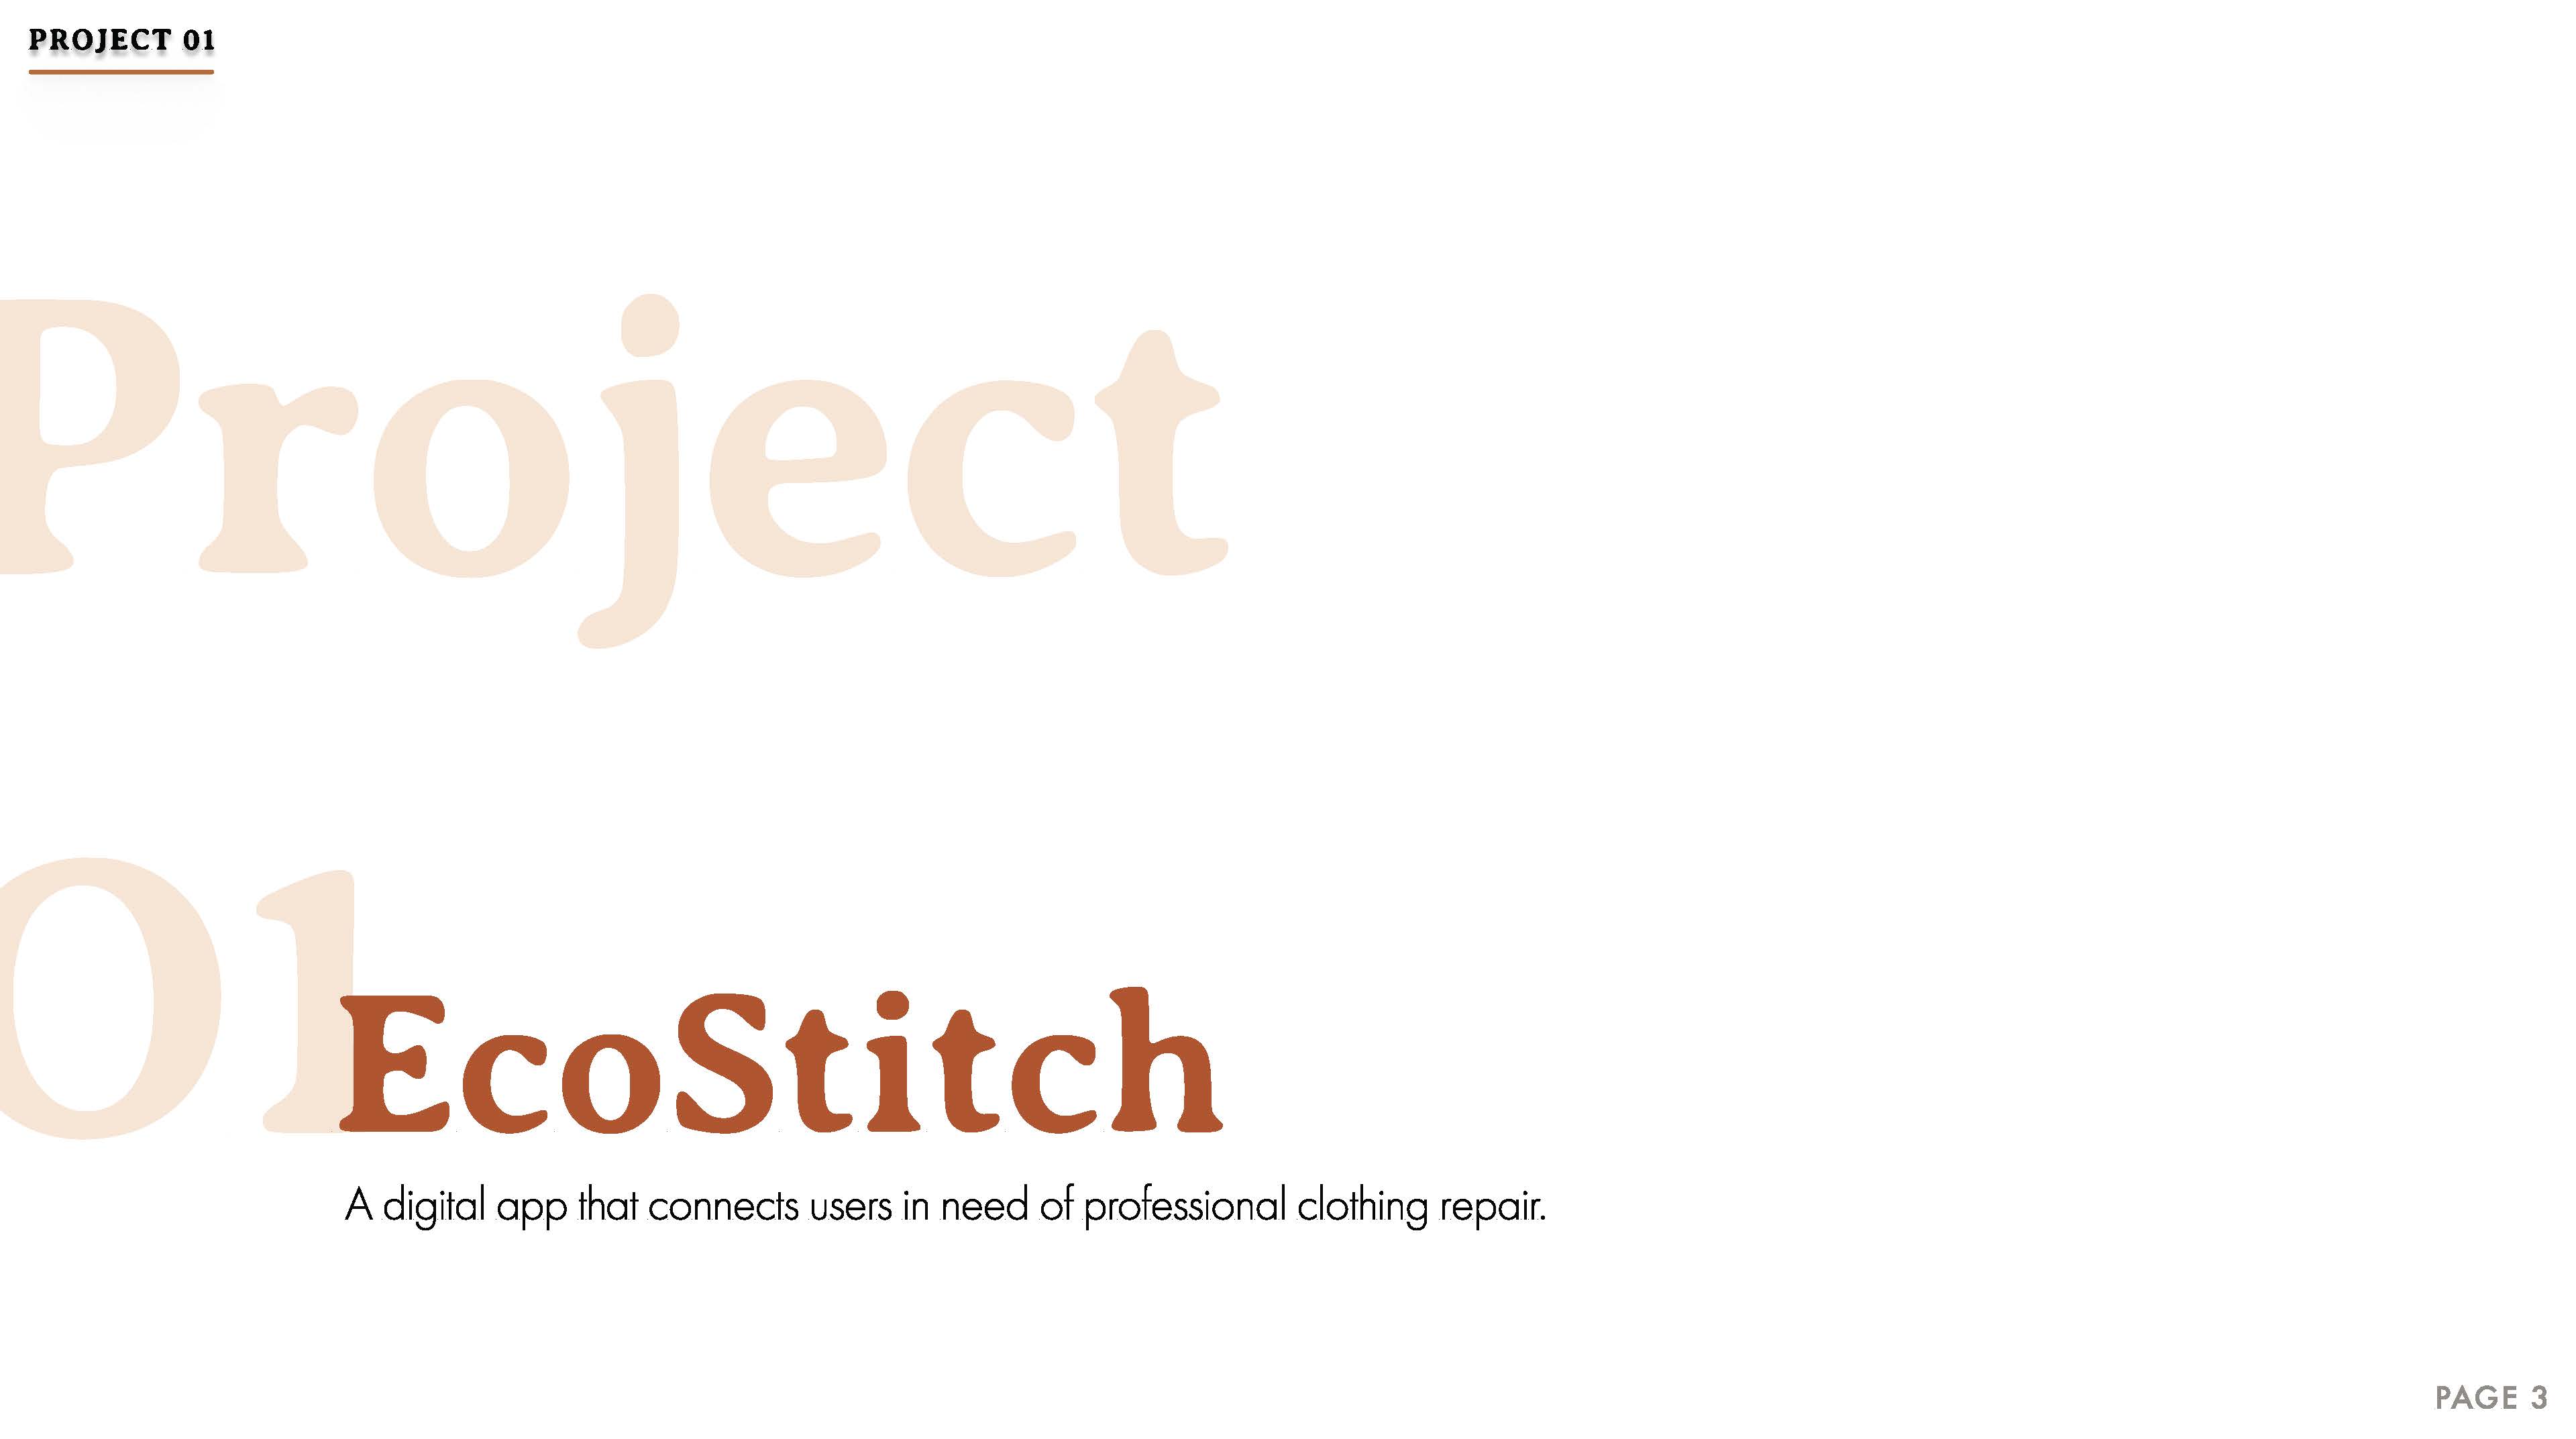 PROJECT 01
Project
01
EcoStitch
A digital app that connects users in need of professional clothing repair.
PAGE 3